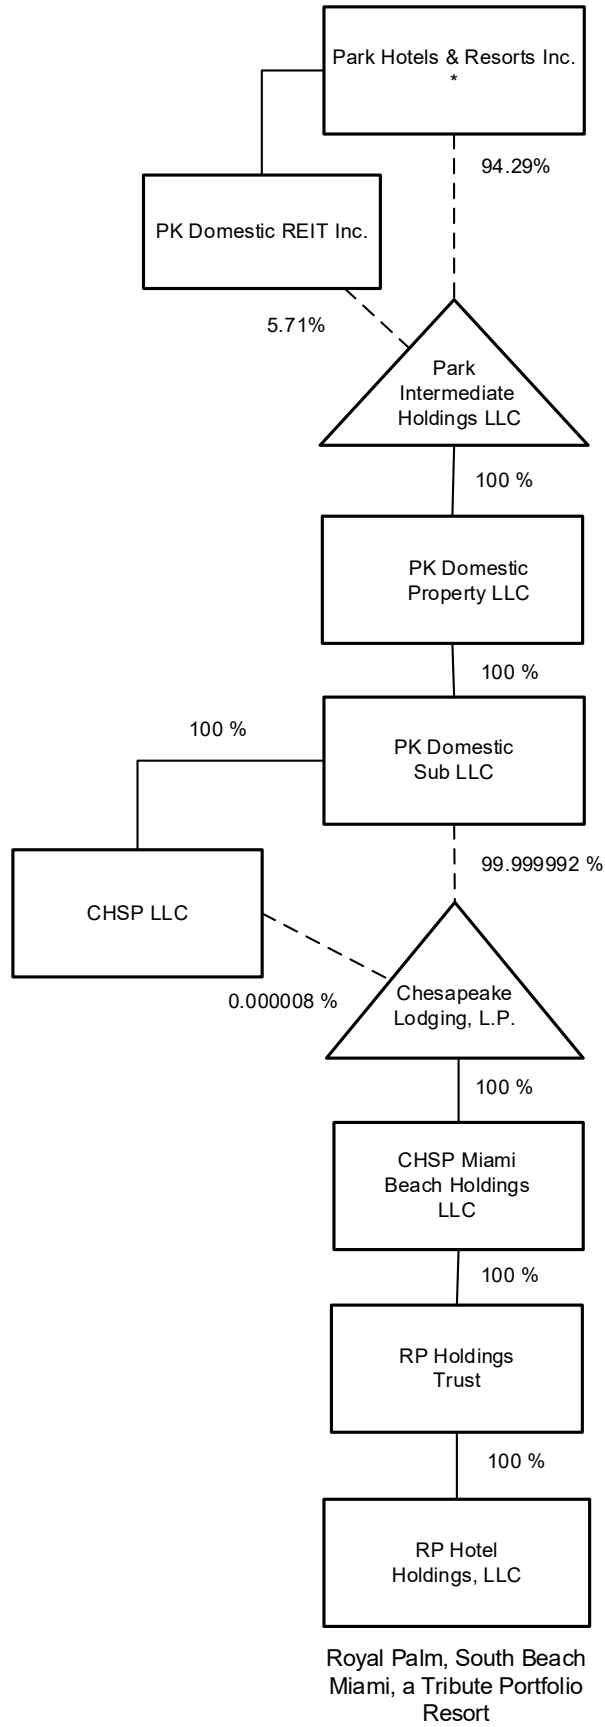 Park Hotels & Resorts Inc.
*
94.29%
PK Domestic REIT Inc.
5.71%
Park
Intermediate
Holdings LLC
100 %
PK Domestic
Property LLC
100 %
100 %
PK Domestic
Sub LLC
99.999992 %
CHSP LLC
0.000008 %
Chesapeake
Lodging, L.P.
100 %
CHSP Miami
Beach Holdings
LLC
100 %
RP Holdings
Trust
100 %
RP Hotel
Holdings, LLC
Royal Palm, South Beach
Miami, a Tribute Portfolio
Resort